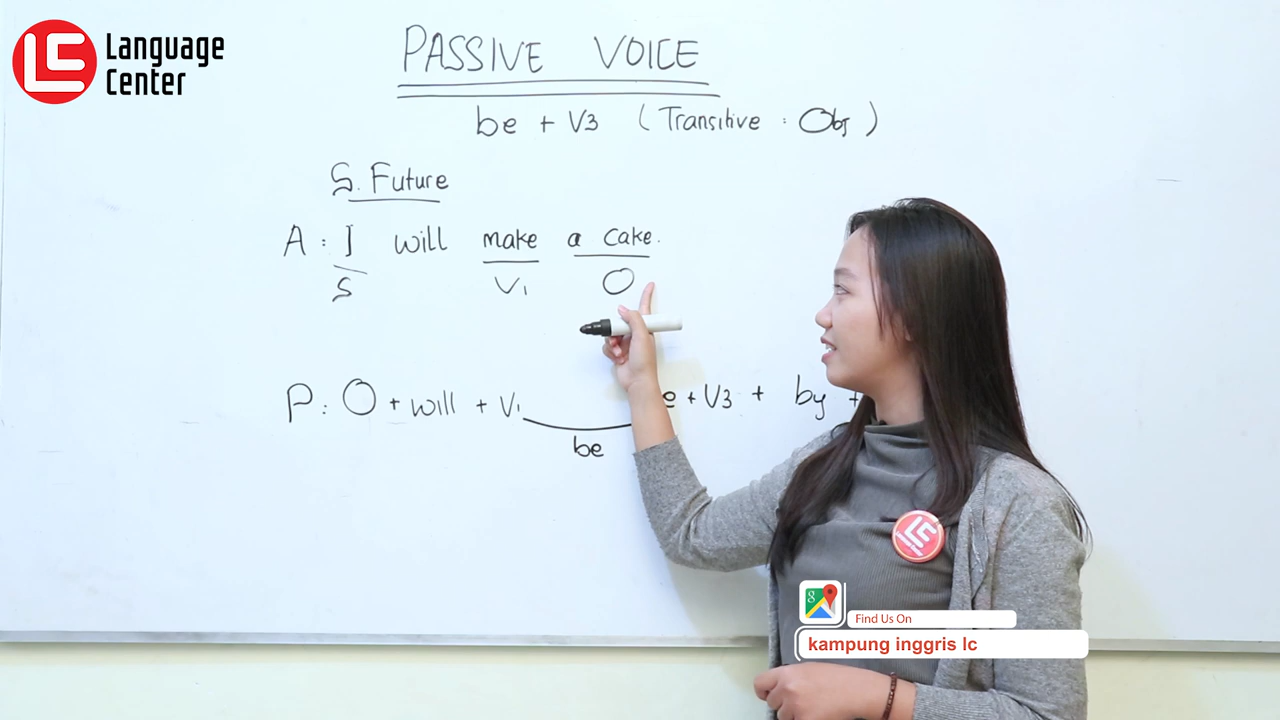 Language
Center
PASSIVE VOICE
be + V3 (Transitive : Obj)
S. Future
A : I will make a cake.
S V1 O
P : O + will + V1 e + V3 + by +
be
Find Us On
kampung inggris lc